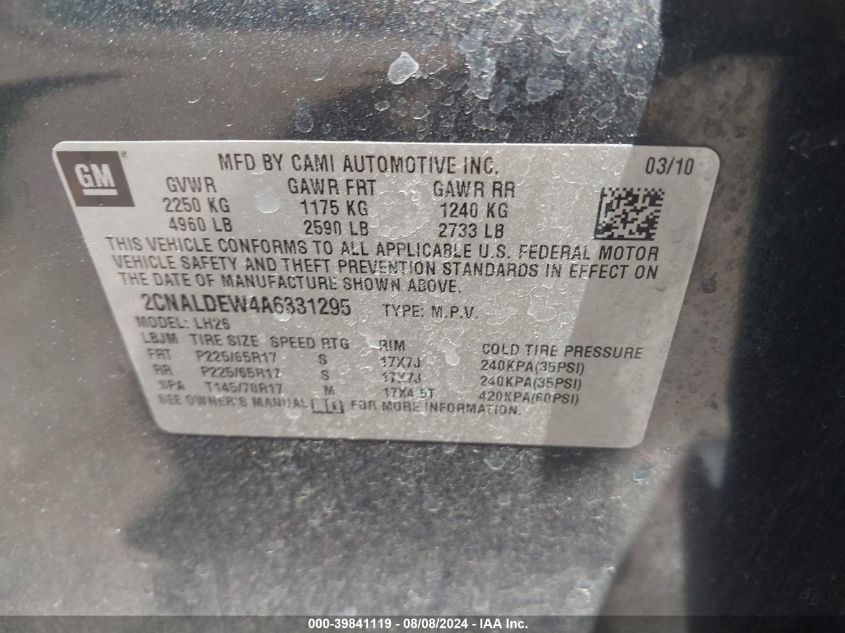 GM®
MFD BY CAMI AUTOMOTIVE INC. 03/10
GVWR GAWR FRT GAWR RR
2250 KG 1175 KG 1240 KG
4960 LB 2590 LB 2733 LB
THIS VEHICLE CONFORMS TO ALL APPLICABLE U.S. FEDERAL MOTOR
VEHICLE SAFETY AND THEFT PREVENTION STANDARDS IN EFFECT ON
THE DATE OF MANUFACTURE SHOWN ABOVE.
2CNALDEW4A6331295 TYPE: M.P.V.
MODEL: LH26
LBJM TIRE SIZE SPEED RTG RIM COLD TIRE PRESSURE
FRT P225/65R17 S 17X7J 240KPA(35PSI)
RR P225/65R17 S 17X7J 240KPA(35PSI)
SPA T145/70R17 M 17X4.5T 420KPA(60PSI)
SEE OWNER'S MANUAL FOR MORE INFORMATION.
000-39841119 - 08/08/2024 - IAA Inc.